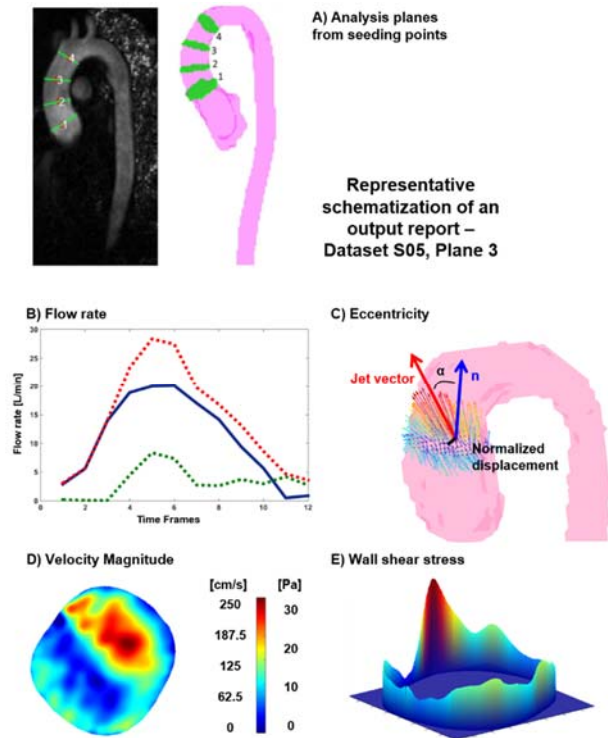 A) Analysis planes
from seeding points
4
3
2
1
4
3
2
1
Representative
schematization of an
output report –
Dataset S05, Plane 3
B) Flow rate
30
25
20
15
10
5
0
Flow rate [L/min]
0 2 4 6 8 10 12
Time Frames
C) Eccentricity
α
n
Jet vector
Normalized
displacement
D) Velocity Magnitude
[cm/s] [Pa]
250 30
187.5
20
125
10
62.5
0 0
E) Wall shear stress